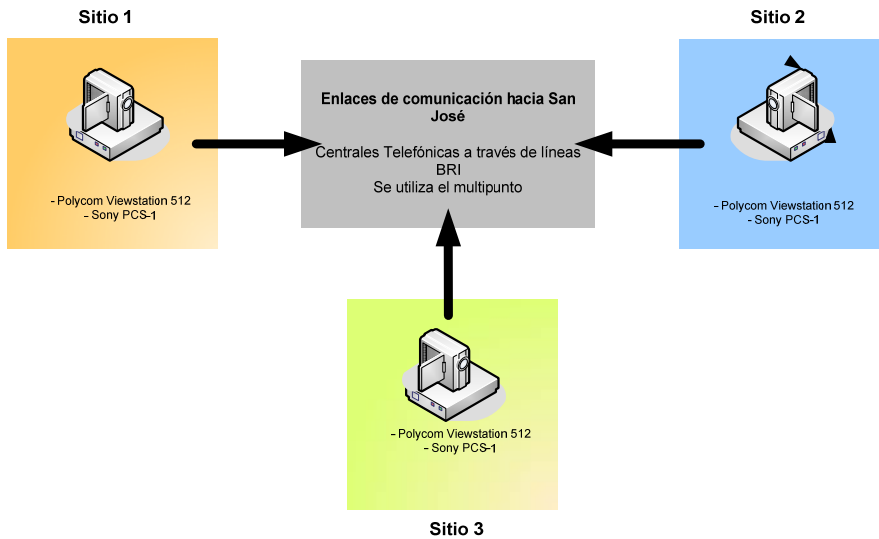 Sitio 1
Sitio 2
- Polycom Viewstation 512
- Sony PCS-1
Enlaces de comunicación hacia San
José
Centrales Telefónicas a través de líneas
BRI
Se utiliza el multipunto
- Polycom Viewstation 512
- Sony PCS-1
- Polycom Viewstation 512
- Sony PCS-1
Sitio 3